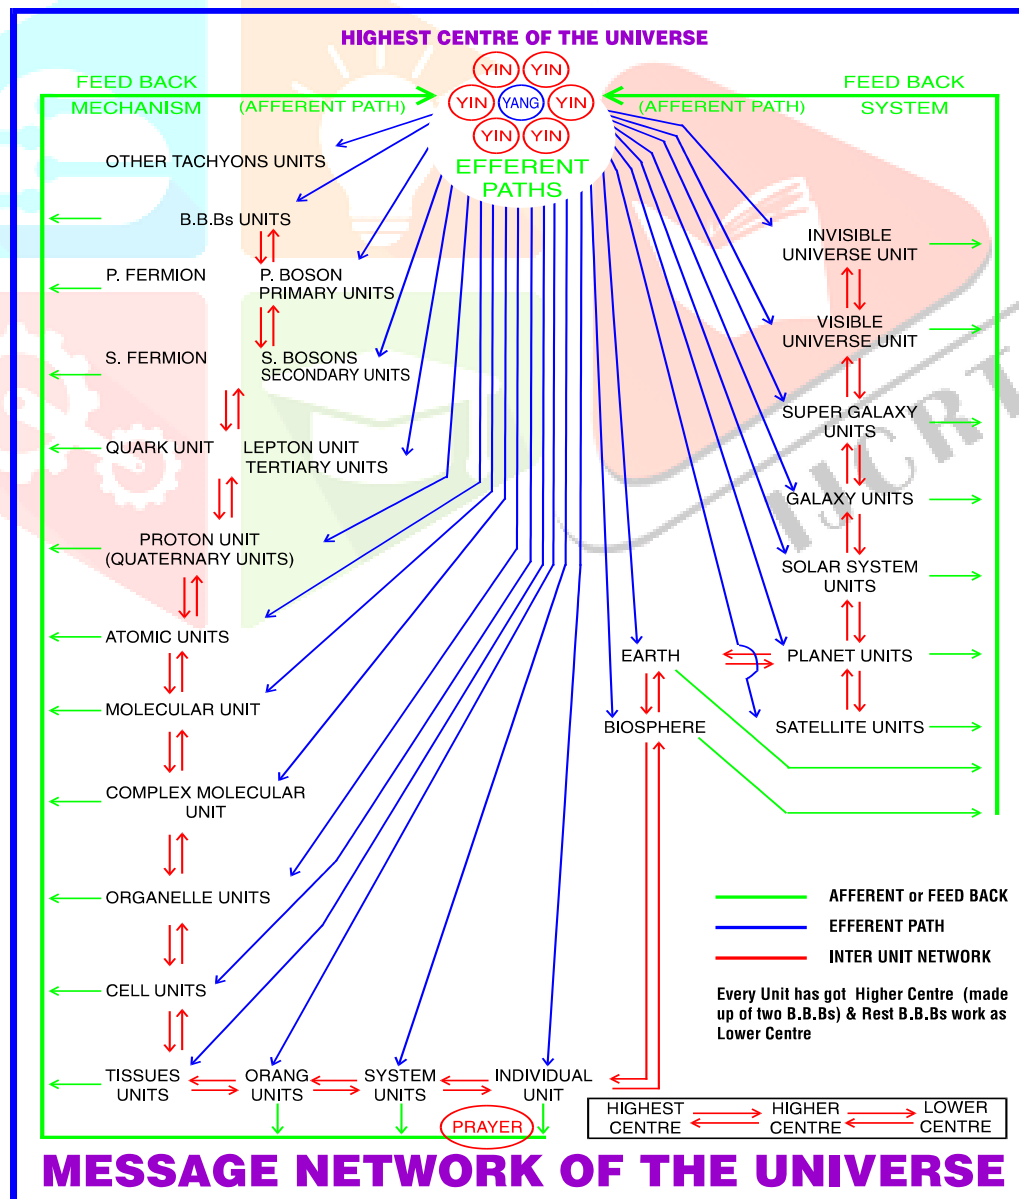 HIGHEST CENTRE OF THE UNIVERSE
YIN YIN
YIN YANG YIN
YIN YIN
FEED BACK
MECHANISM (AFFERENT PATH)
FEED BACK
(AFFERENT PATH) SYSTEM
EFFERENT
PATHS
OTHER TACHYONS UNITS
B.B.Bs UNITS
P. FERMION
P. BOSON
PRIMARY UNITS
S. FERMION
S. BOSONS
SECONDARY UNITS
QUARK UNIT
LEPTON UNIT
TERTIARY UNITS
PROTON UNIT
(QUATERNARY UNITS)
ATOMIC UNITS
MOLECULAR UNIT
COMPLEX MOLECULAR
UNIT
ORGANELLE UNITS
CELL UNITS
TISSUES
UNITS
ORANG
UNITS
SYSTEM
UNITS
INDIVIDUAL
UNIT
PRAYER
INVISIBLE
UNIVERSE UNIT
VISIBLE
UNIVERSE UNIT
SUPER GALAXY
UNITS
GALAXY UNITS
SOLAR SYSTEM
UNITS
EARTH
PLANET UNITS
BIOSPHERE
SATELLITE UNITS
IJCRT
AFFERENT or FEED BACK
EFFERENT PATH
INTER UNIT NETWORK
Every Unit has got Higher Centre (made
up of two B.B.Bs) & Rest B.B.Bs work as
Lower Centre
HIGHEST
CENTRE
HIGHER
CENTRE
LOWER
CENTRE
MESSAGE NETWORK OF THE UNIVERSE